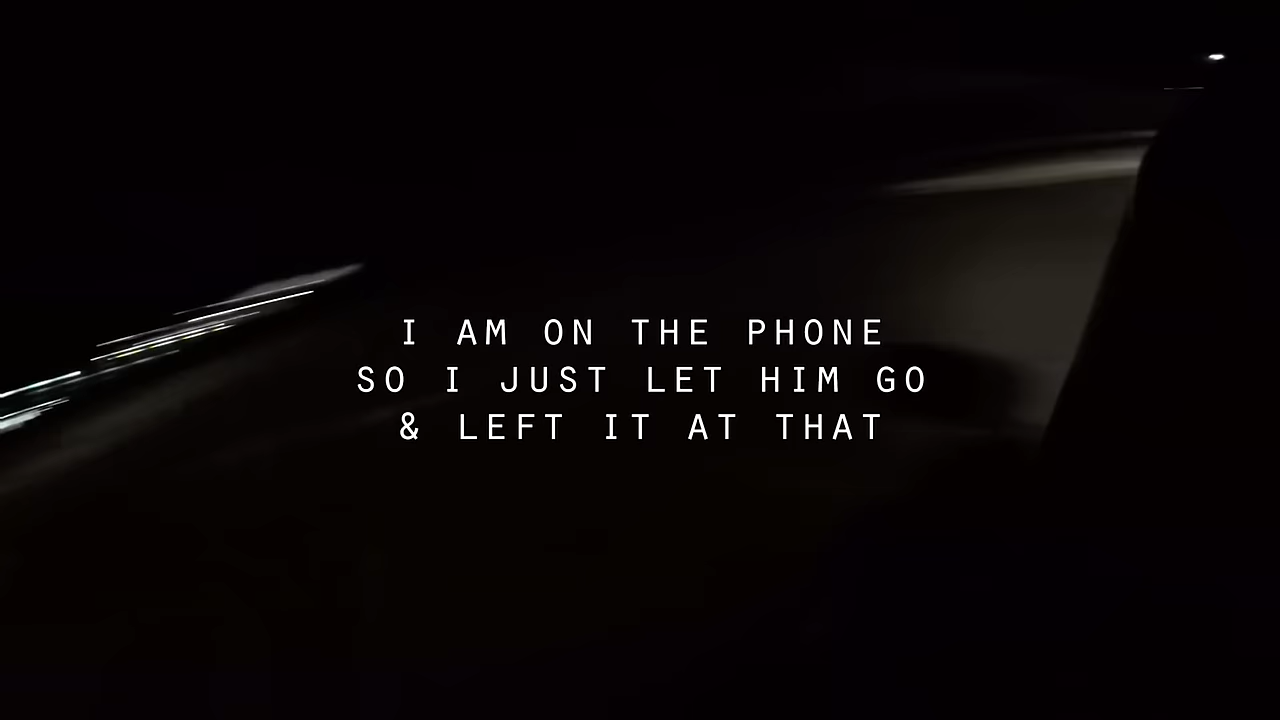 I AM ON THE PHONE
SO I JUST LET HIM GO
& LEFT IT AT THAT